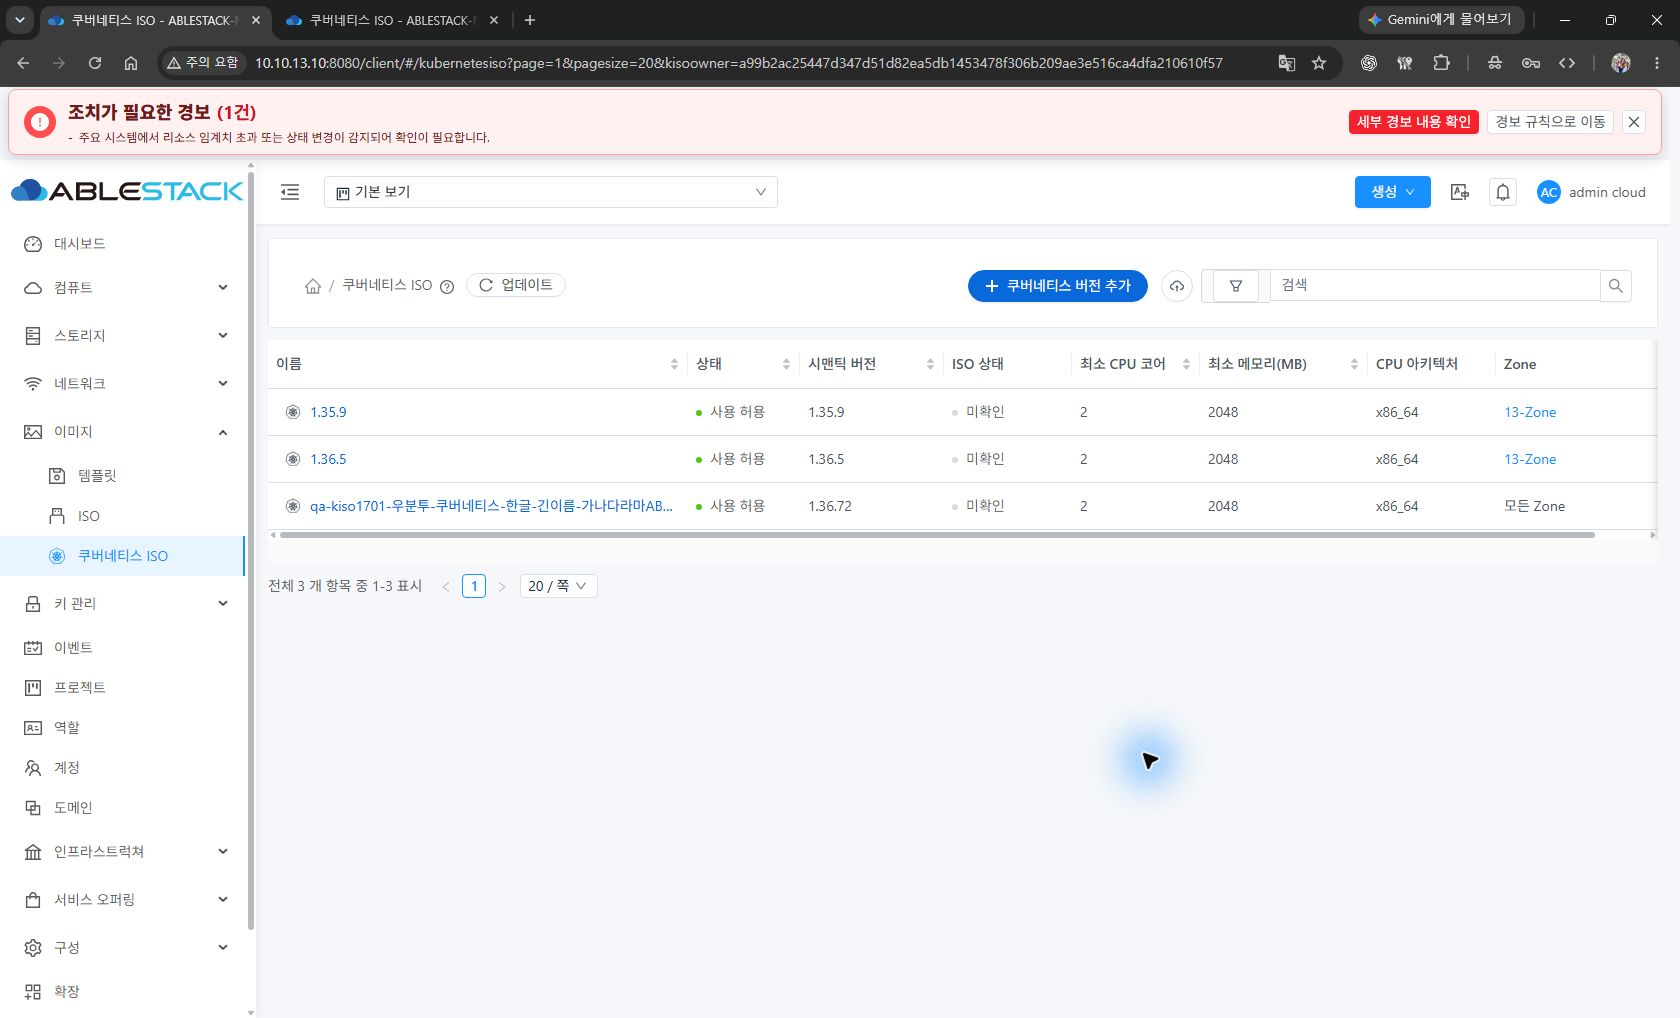 쿠버네티스 ISO - ABLESTACK-
쿠버네티스 ISO - ABLESTACK-
Gemini에게 물어보기
주의 요함
10.10.13.10:8080/client/#/kubernetesiso?page=1&pagesize=20&kisoowner=a99b2ac25447d347d51d82ea5db1453478f306b209ae3e516ca4dfa210610f57
조치가 필요한 경보 (1건)
- 주요 시스템에서 리소스 임계치 초과 또는 상태 변경이 감지되어 확인이 필요합니다.
세부 경보 내용 확인
경보 규칙으로 이동
ABLESTACK
기본 보기
생성
AC admin cloud
대시보드
컴퓨트
스토리지
네트워크
이미지
템플릿
ISO
쿠버네티스 ISO
키 관리
이벤트
프로젝트
역할
계정
도메인
인프라스트럭쳐
서비스 오퍼링
구성
확장
/ 쿠버네티스 ISO
업데이트
쿠버네티스 버전 추가
검색
이름 상태 시맨틱 버전 ISO 상태 최소 CPU 코어 최소 메모리(MB) CPU 아키텍처 Zone
1.35.9 사용 허용 1.35.9 미확인 2 2048 x86_64 13-Zone
1.36.5 사용 허용 1.36.5 미확인 2 2048 x86_64 13-Zone
qa-kiso1701-우분투-쿠버네티스-한글-긴이름-가나다라마AB... 사용 허용 1.36.72 미확인 2 2048 x86_64 모든 Zone
전체 3 개 항목 중 1-3 표시
1
20 / 쪽